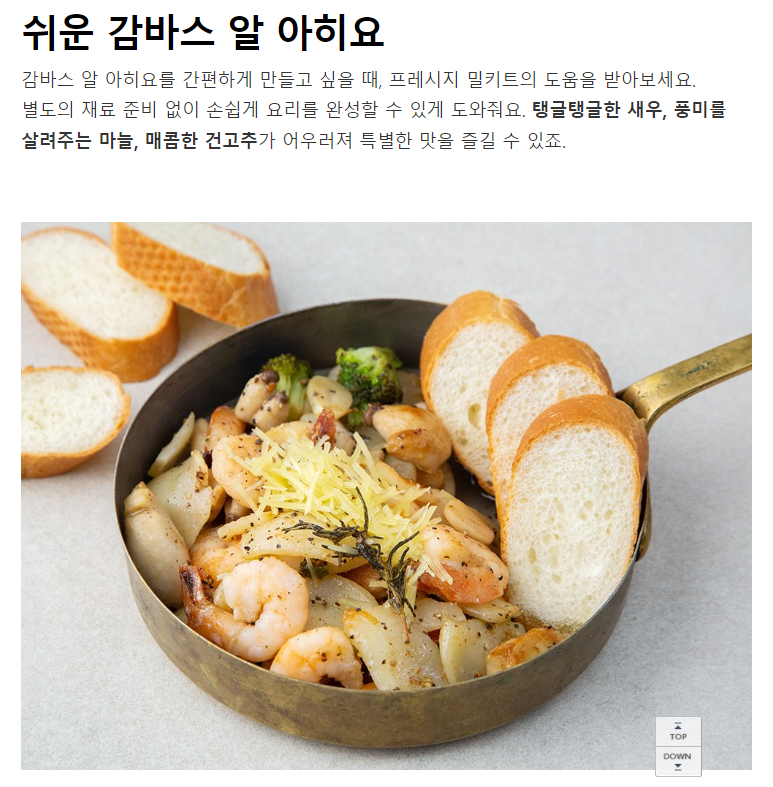 쉬운 감바스 알 아히요
감바스 알 아히요를 간편하게 만들고 싶을 때, 프레시지 밀키트의 도움을 받아보세요.
별도의 재료 준비 없이 손쉽게 요리를 완성할 수 있게 도와줘요. 탱글탱글한 새우, 풍미를
살려주는 마늘, 매콤한 건고추가 어우러져 특별한 맛을 즐길 수 있죠.
TOP
DOWN